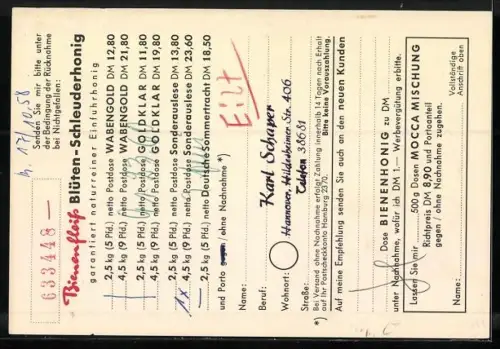 633448
17/10.58
Senden Sie mir bitte unter
der Bedingung der Rücknahme
bei Nichtgefallen:
Bienenfleiß Blüten-Schleuderhonig
garantiert naturreiner Einfuhrhonig
2,5 kg (5 Pfd.) netto Postdose WABENGOLD DM 12,80
4,5 kg (9 Pfd.) netto Postdose WABENGOLD DM 21,80
2,5 kg (5 Pfd.) netto Postdose GOLDKLAR DM 11,80
4,5 kg (9 Pfd.) netto Postdose GOLDKLAR DM 19,80
2,5 kg (5 Pfd.) netto Postdose Sonderauslese DM 13,80
1x 4,5 kg (9 Pfd.) netto Postdose Sonderauslese DM 23,60
2,5 kg (5 Pfd.) netto Postdose Deutsche Sommertracht DM 18,50
und Porto / ohne Nachnahme *)
Eilt
Name:
Karl Schaper
Beruf:
Wohnort: Hannover, Hildesheimer Str. 406
Straße: Telefon 38681
*) Bei Versand ohne Nachnahme erfolgt Zahlung innerhalb 14 Tagen nach Erhalt
auf Ihr Postscheckkonto Hamburg 2370. Bitte keine Vorauszahlung.
Auf meine Empfehlung senden Sie auch an den neuen Kunden
Dose BIENENHONIG zu DM
unter Nachnahme, wofür ich DM 1.— Werbevergütung erbitte.
Lassen Sie mir 500 g Dosen MOCCA MISCHUNG
Richtpreis DM 8,90 und Portoanteil
gegen / ohne Nachnahme zugehen.
Name:
Vollständige
Anschrift oben